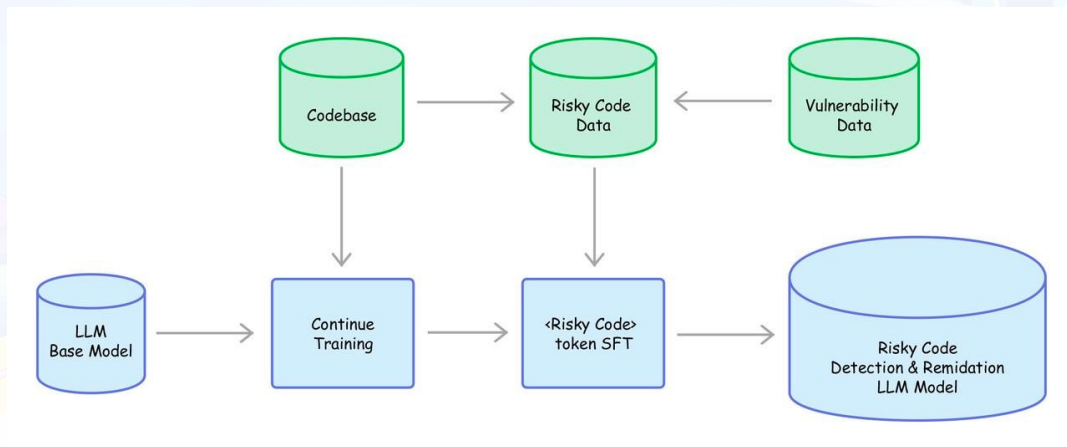 Codebase
Risky Code
Data
Vulnerability
Data
LLM
Base Model
Continue
Training
<Risky Code>
token SFT
Risky Code
Detection & Remidation
LLM Model